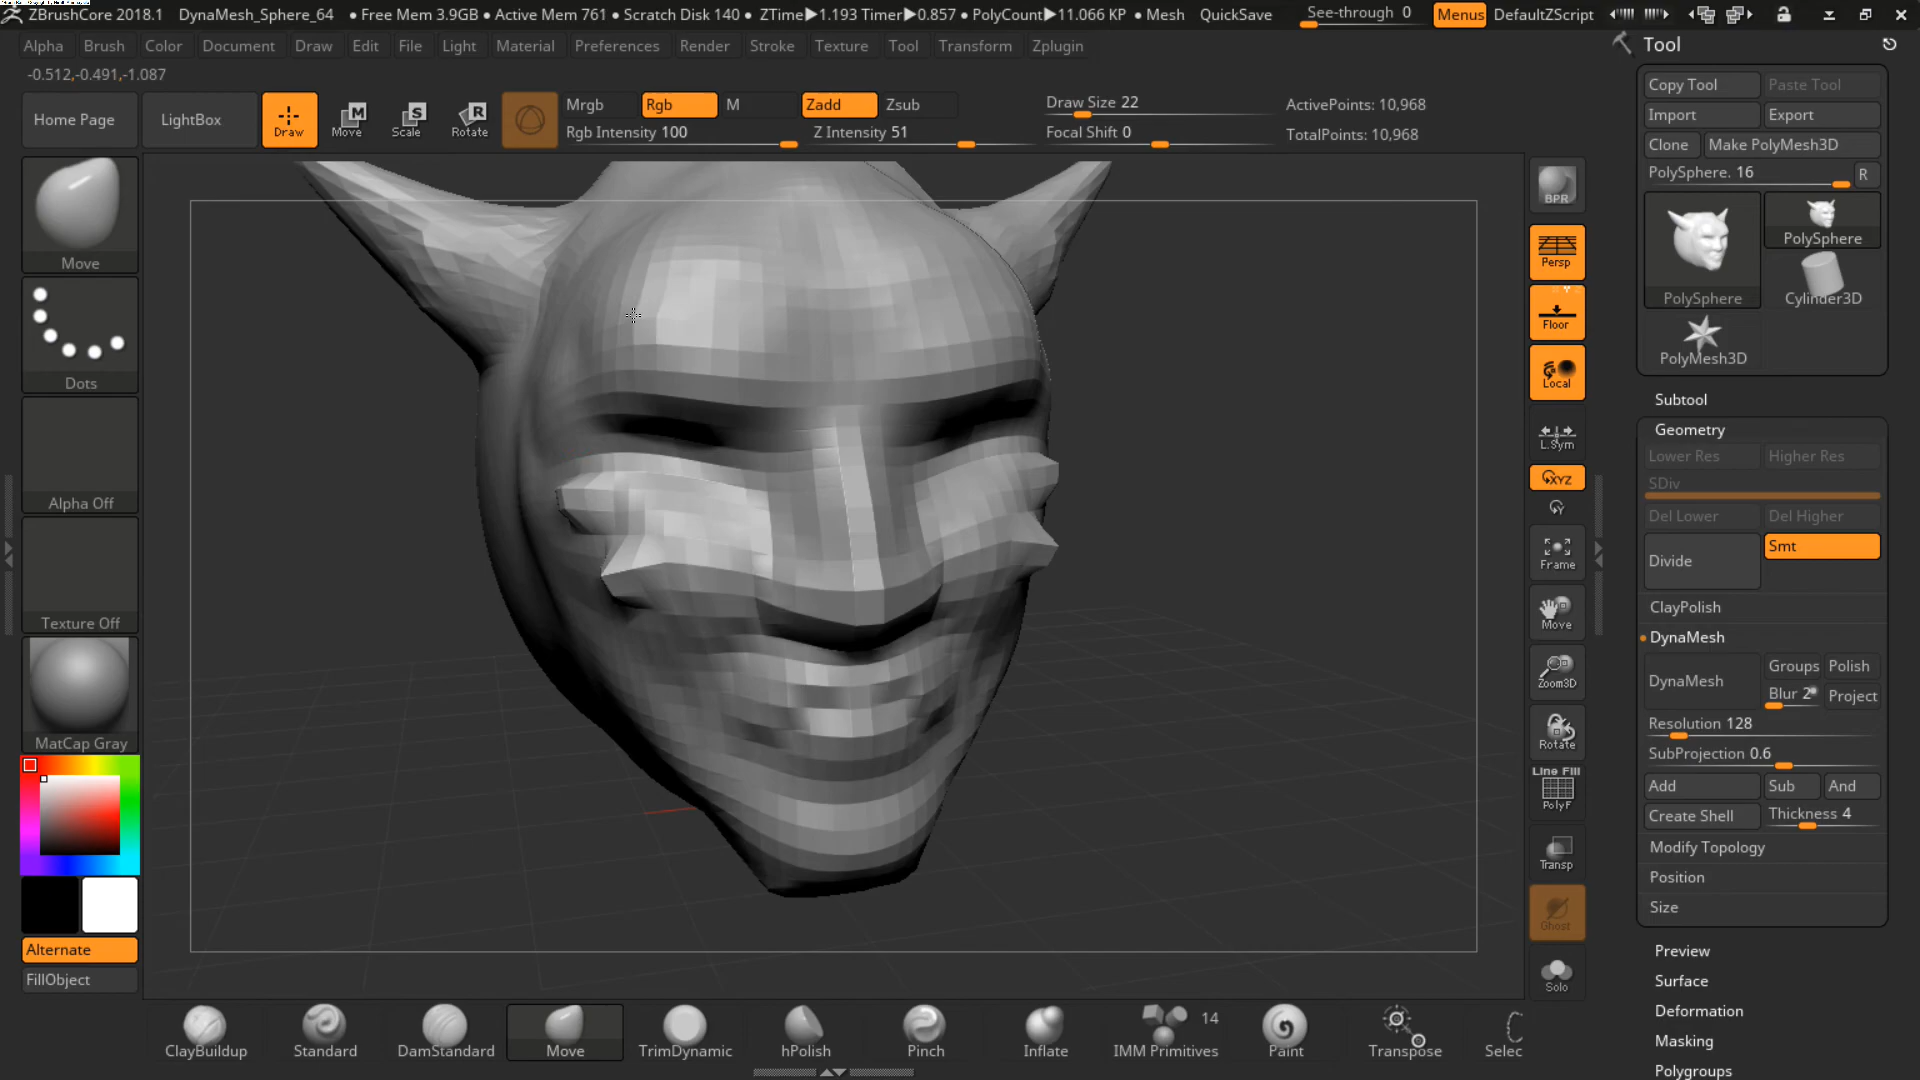 ZBrushCore 2018.1 DynaMesh_Sphere_64 ● Free Mem 3.9GB ● Active Mem 761 ● Scratch Disk 140 ● ZTime▶1.193 Timer▶0.857 ● PolyCount▶11.066 KP ● Mesh QuickSave See-through 0 Menus DefaultZScript
Alpha Brush Color Document Draw Edit File Light Material Preferences Render Stroke Texture Tool Transform Zplugin
-0.512,-0.491,-1.087
Home Page
LightBox
Draw
Move
Scale
Rotate
Mrgb Rgb M Zadd Zsub
Rgb Intensity 100 Z Intensity 51
Draw Size 22
Focal Shift 0
ActivePoints: 10,968
TotalPoints: 10,968
Move
Dots
Alpha Off
Texture Off
MatCap Gray
Alternate
FillObject
BPR
Persp
Floor
Local
L.Sym
XYZ
Y
Frame
Move
Zoom3D
Rotate
Line Fill
PolyF
Transp
Ghost
Solo
Tool
Copy Tool Paste Tool
Import Export
Clone Make PolyMesh3D
PolySphere. 16 R
PolySphere
PolySphere
Cylinder3D
PolyMesh3D
Subtool
Geometry
Lower Res Higher Res
SDiv
Del Lower Del Higher
Divide Smt
ClayPolish
DynaMesh
DynaMesh Groups Polish
Blur 2 Project
Resolution 128
SubProjection 0.6
Add Sub And
Create Shell Thickness 4
Modify Topology
Position
Size
Preview
Surface
Deformation
Masking
Polygroups
ClayBuildup
Standard
DamStandard
Move
TrimDynamic
hPolish
Pinch
Inflate
14
IMM Primitives
Paint
Transpose
Selec